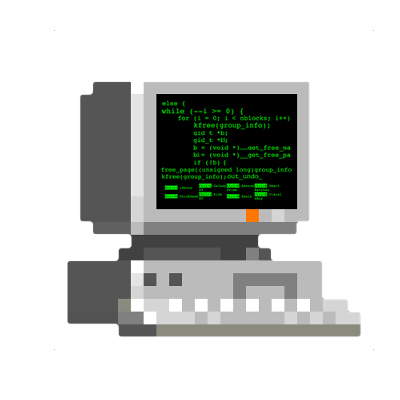 else {
while (--i >= 0) {
for (i = 0; i < nblocks; i++)
kfree(group_info);
gid_t *b;
gid_t *b;
b = (void *)__get_free_pa
b = (void *)__get_free_pa
if (!b) {
free_page((unsigned long)group_info
kfree(group_info);out_undo_